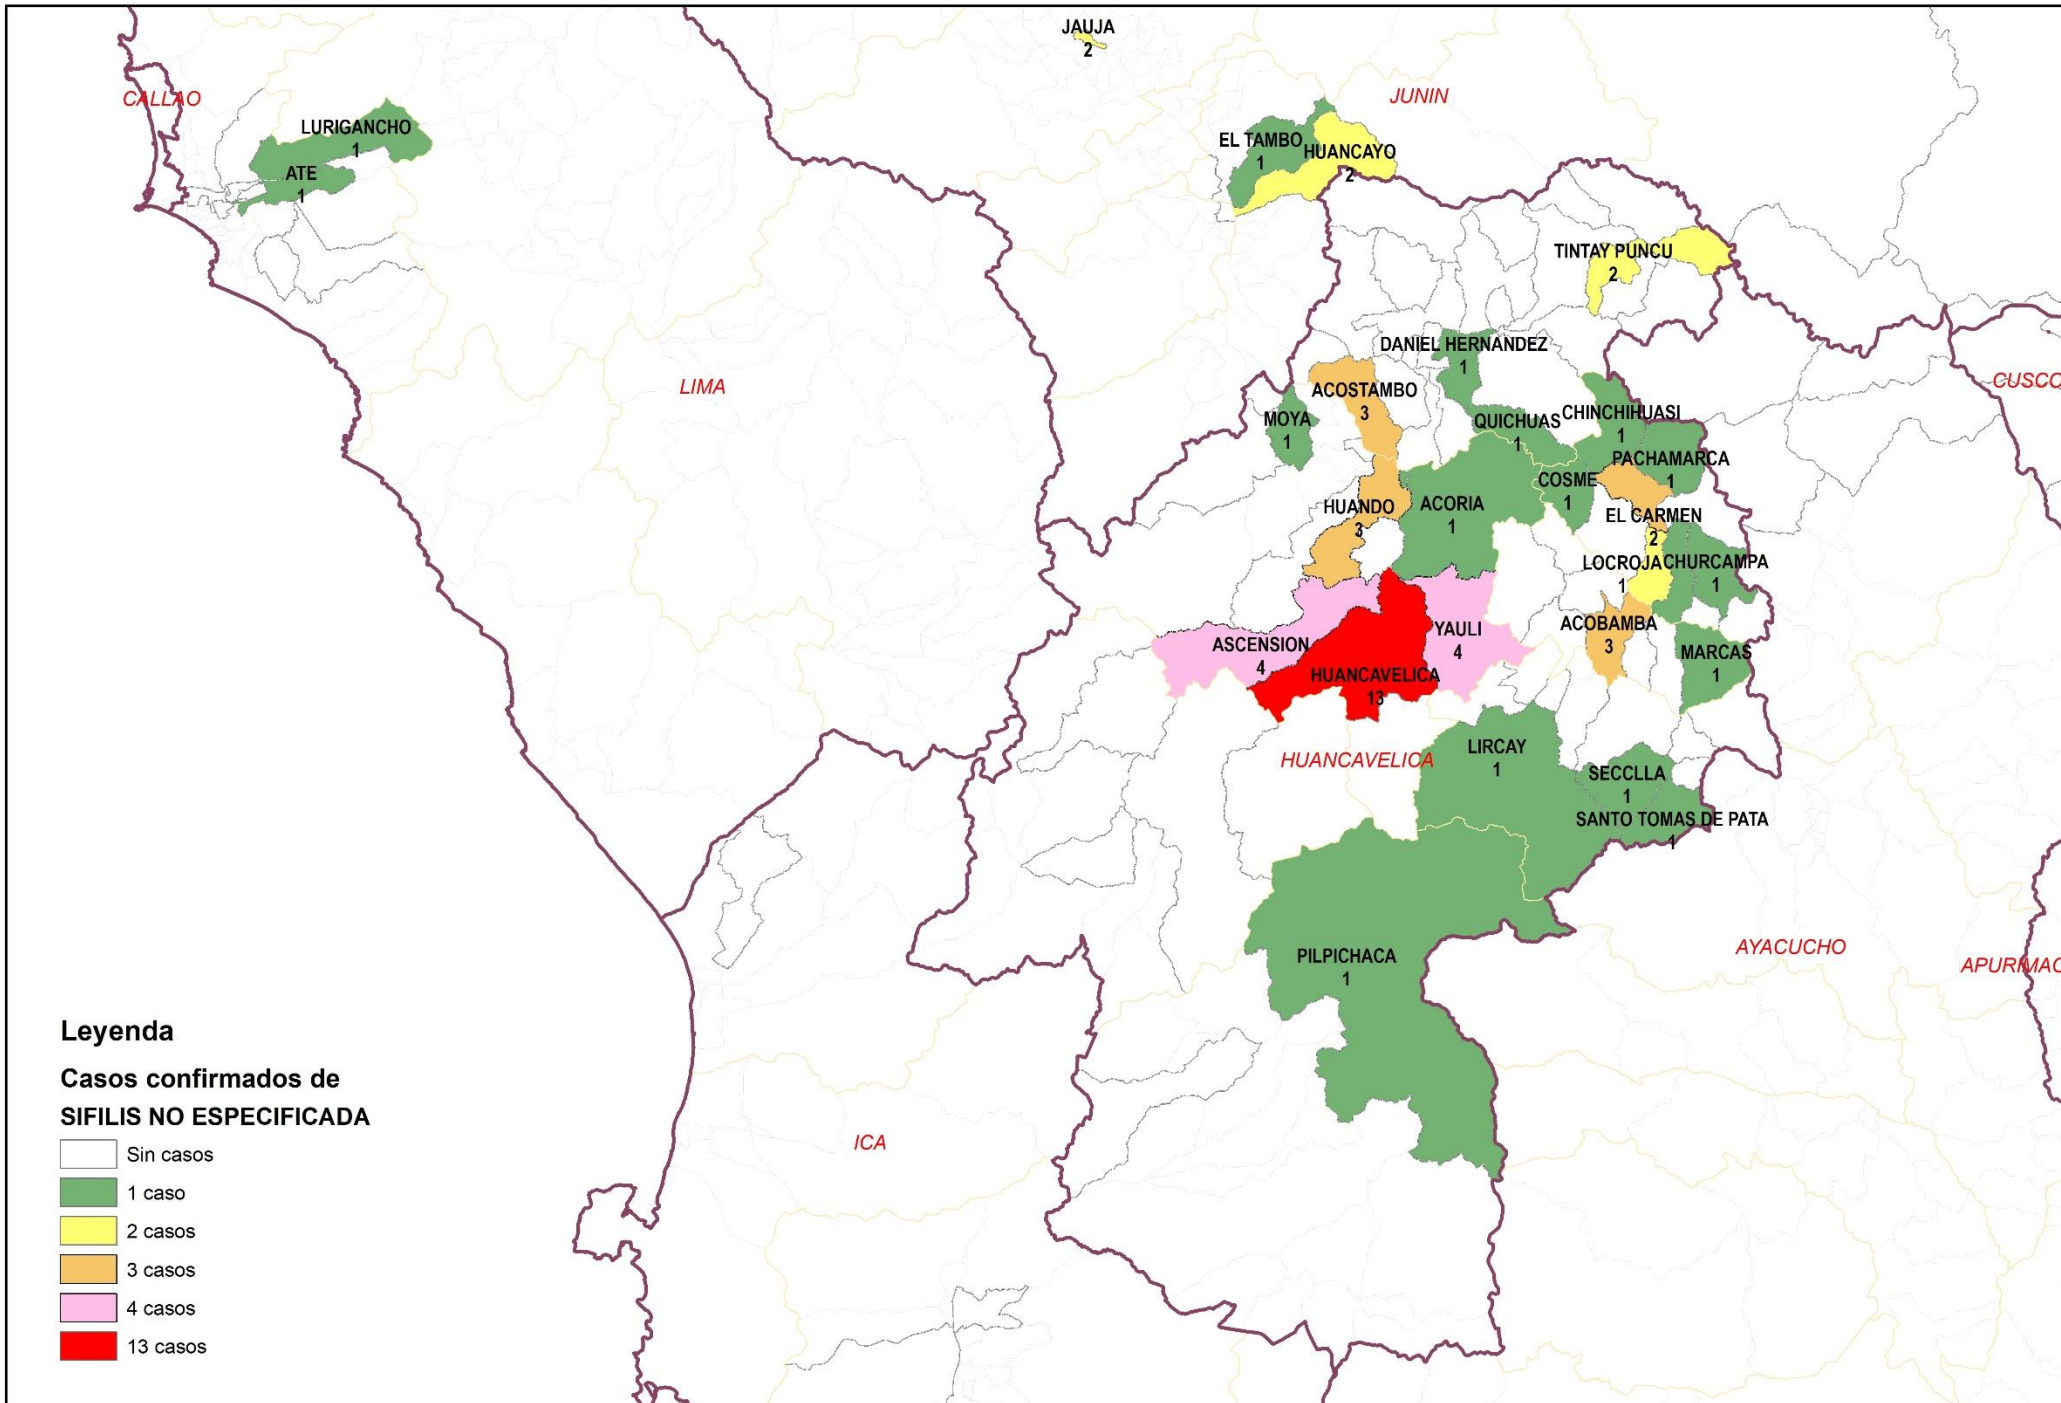 JAUJA
2
CALLAO
JUNIN
LURIGANCHO
1
EL TAMBO
1
HUANCAYO
2
ATE
1
TINTAY PUNCU
2
DANIEL HERNANDEZ
1
LIMA
CUSCO
ACOSTAMBO
3
MOYA
1
QUICHUAS
1
CHINCHIHUASI
1
PACHAMARCA
1
COSME
1
HUANDO
3
ACORIA
1
EL CARMEN
2
LOCROJA
1
CHURCAMPA
1
ACOBAMBA
3
ASCENSION
4
YAULI
4
MARCAS
1
HUANCAVELICA
13
LIRCAY
1
HUANCAVELICA
SECCLLA
1
SANTO TOMAS DE PATA
1
PILPICHACA
1
AYACUCHO
APURIMAC
ICA
Leyenda
Casos confirmados de
SIFILIS NO ESPECIFICADA
Sin casos
1 caso
2 casos
3 casos
4 casos
13 casos